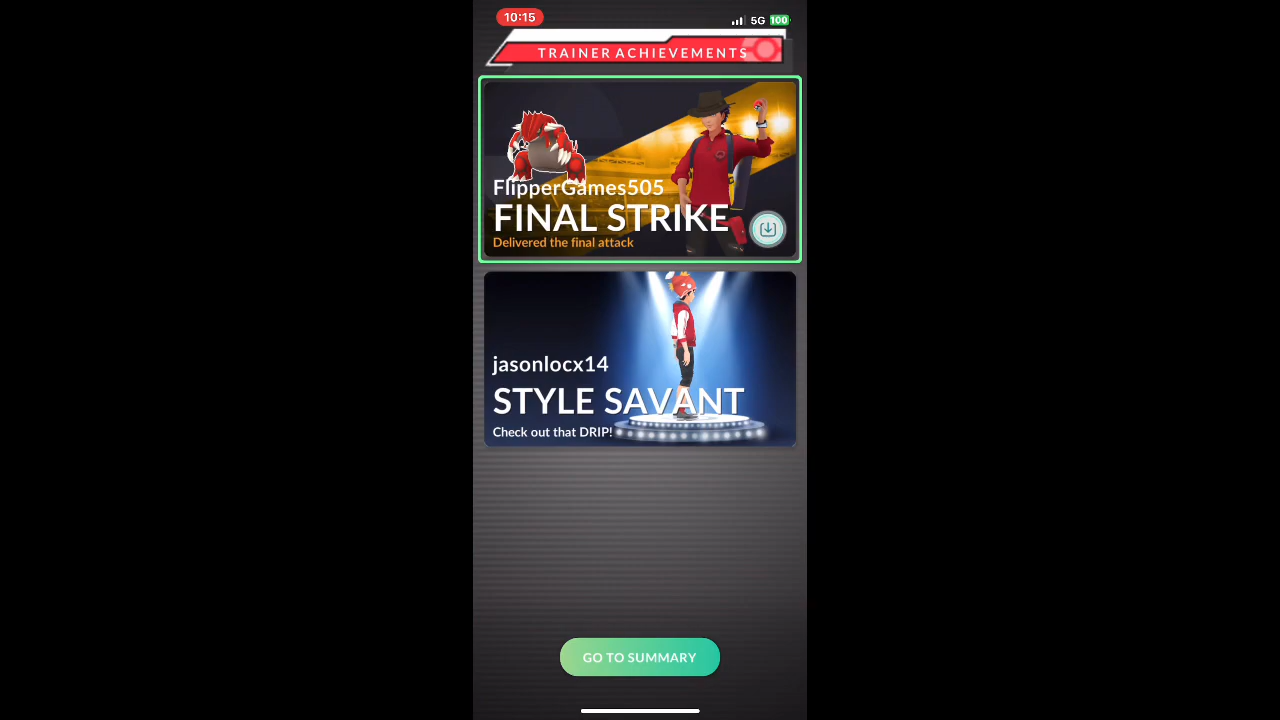 10:15
5G 100
TRAINER ACHIEVEMENTS
FlipperGames505
FINAL STRIKE
Delivered the final attack
jasonlocx14
STYLE SAVANT
Check out that DRIP!
GO TO SUMMARY